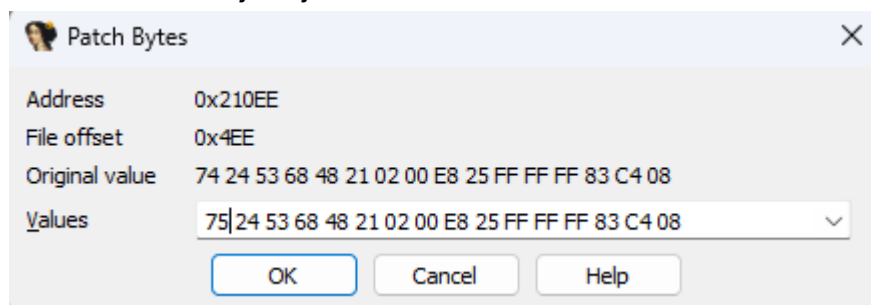 Patch Bytes
Address 0x210EE
File offset 0x4EE
Original value 74 24 53 68 48 21 02 00 E8 25 FF FF FF 83 C4 08
Values 75 24 53 68 48 21 02 00 E8 25 FF FF FF 83 C4 08
OK Cancel Help